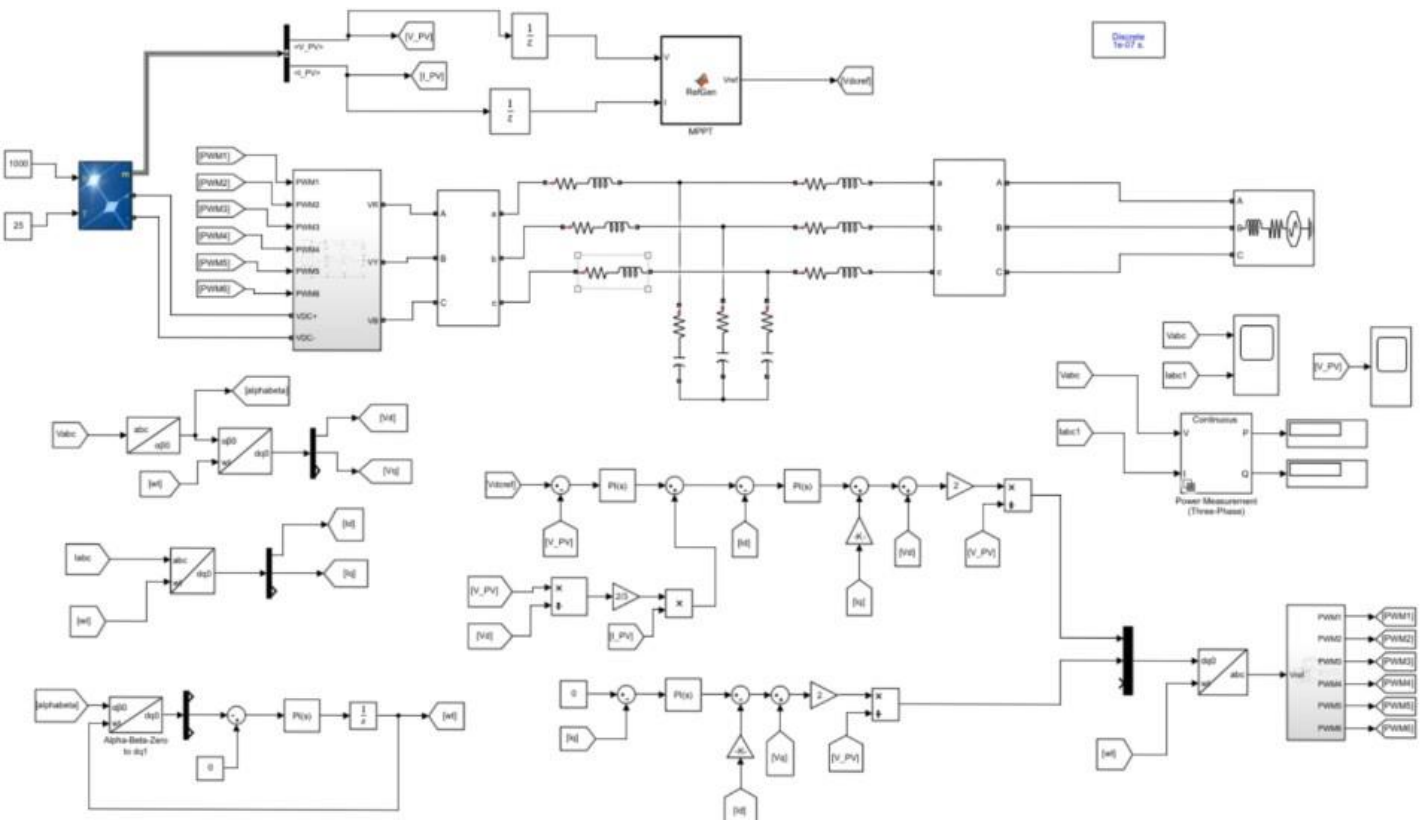 <V_PV>
[V_PV]
1
z
<I_PV>
[I_PV]
1
z
V
I
RefGen
Vref
MPPT
[Vdcref]
Discrete
1e-07 s.
1000
25
m
[PWM1]
[PWM2]
[PWM3]
[PWM4]
[PWM5]
[PWM6]
PWM1
PWM2
PWM3
PWM4
PWM5
PWM6
VDC+
VDC-
VR
VY
VB
A
B
C
a
b
c
a
b
c
A
B
C
A
B
C
Vabc
Iabc1
[V_PV]
Vabc
Iabc1
Continuous
V
I
P
Q
Power Measurement
(Three-Phase)
Vabc
abc
αβ0
[alphabeta]
αβ0
wt
dq0
[wt]
[Vd]
[Vq]
Iabc
[wt]
abc
wt
dq0
[Id]
[Iq]
[alphabeta]
αβ0
wt
dq0
Alpha-Beta-Zero
to dq1
0
PI(s)
1
s
[wt]
[Vdcref]
[V_PV]
PI(s)
[Id]
PI(s)
-K-
[Iq]
[Vd]
2
[V_PV]
×
÷
[V_PV]
[Vd]
×
÷
2/3
[I_PV]
×
0
[Iq]
PI(s)
-K-
[Id]
[Vq]
2
[V_PV]
×
÷
[wt]
dq0
wt
abc
Vref
PWM1
PWM2
PWM3
PWM4
PWM5
PWM6
[PWM1]
[PWM2]
[PWM3]
[PWM4]
[PWM5]
[PWM6]